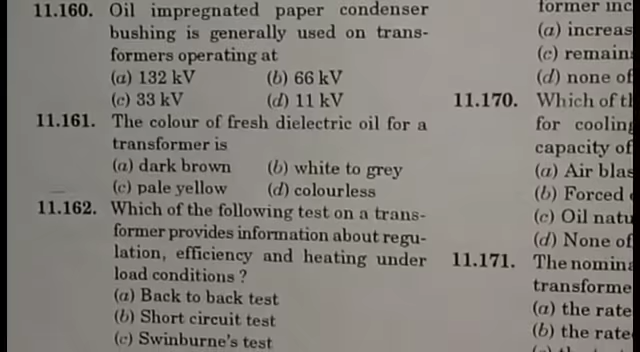 11.160. Oil impregnated paper condenser
bushing is generally used on trans-
formers operating at
(a) 132 kV (b) 66 kV
(c) 33 kV (d) 11 kV
11.161. The colour of fresh dielectric oil for a
transformer is
(a) dark brown (b) white to grey
(c) pale yellow (d) colourless
11.162. Which of the following test on a trans-
former provides information about regu-
lation, efficiency and heating under
load conditions ?
(a) Back to back test
(b) Short circuit test
(c) Swinburne's test
former inc
(a) increas
(c) remain
(d) none of
11.170. Which of th
for cooling
capacity of
(a) Air blas
(b) Forced
(c) Oil natu
(d) None of
11.171. The nomina
transforme
(a) the rate
(b) the rate